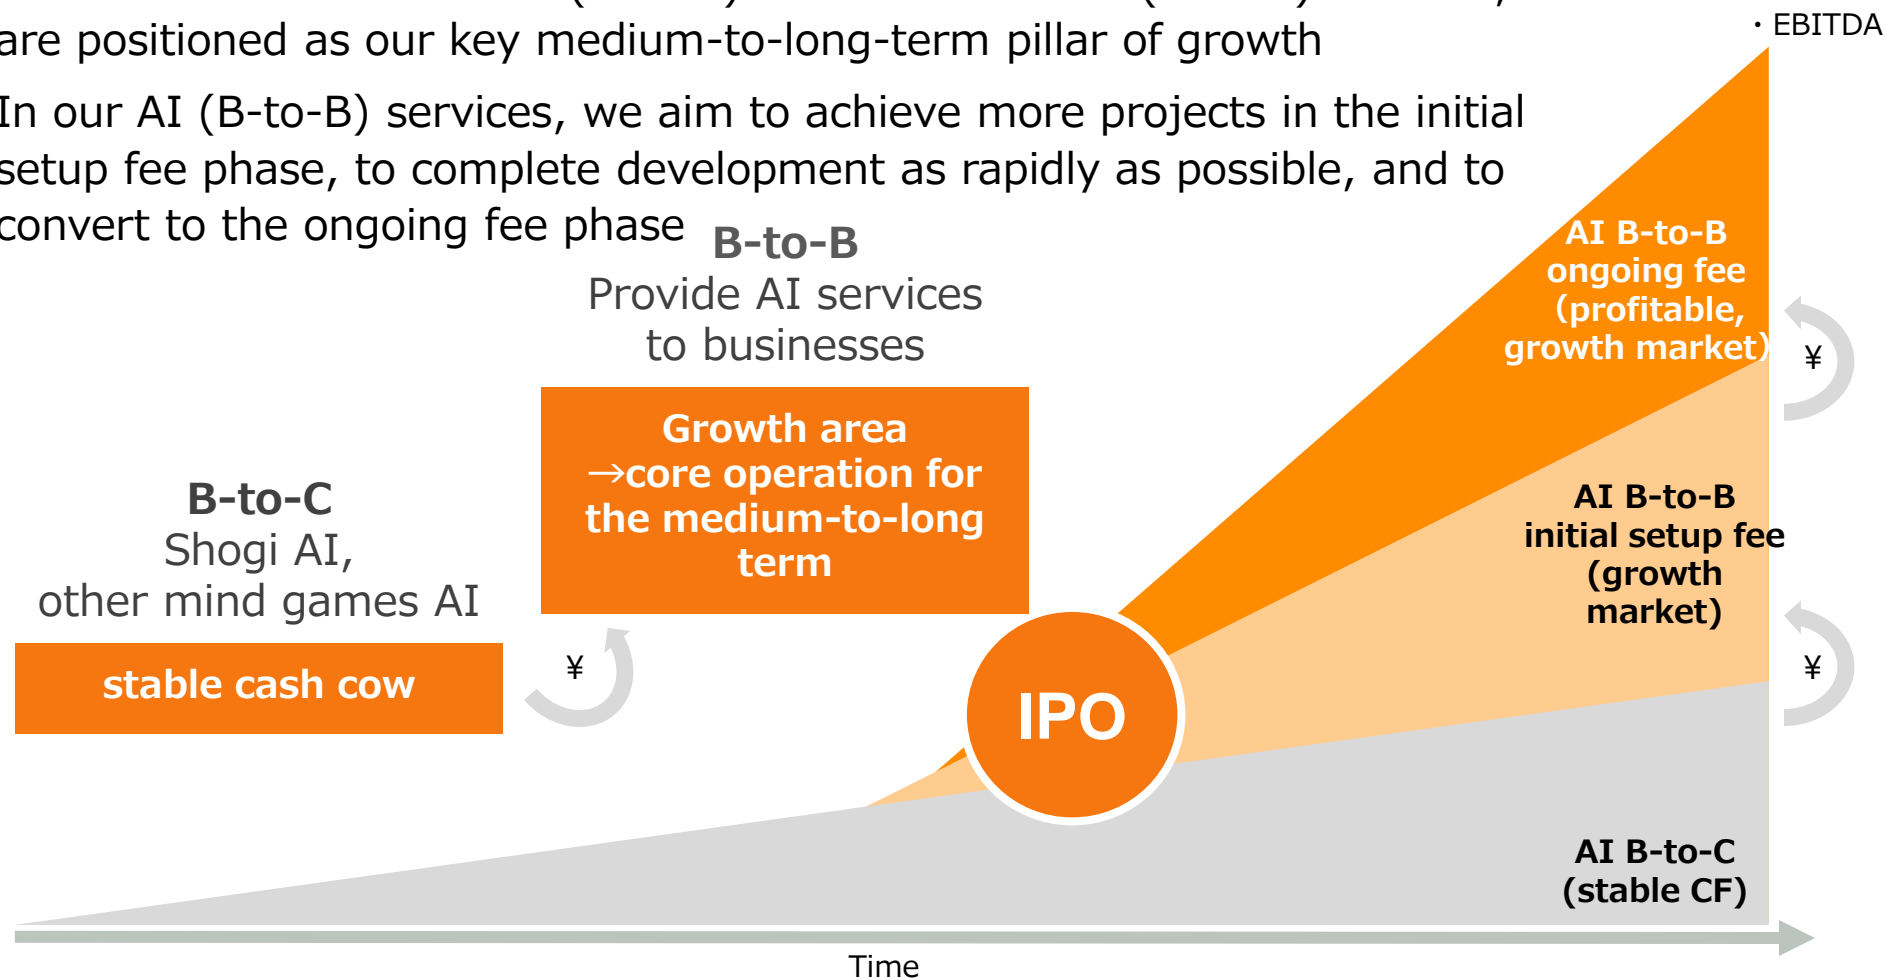 are positioned as our key medium-to-long-term pillar of growth
・EBITDA
In our AI (B-to-B) services, we aim to achieve more projects in the initial
setup fee phase, to complete development as rapidly as possible, and to
convert to the ongoing fee phase
B-to-B
Provide AI services
to businesses
Growth area
→core operation for
the medium-to-long
term
B-to-C
Shogi AI,
other mind games AI
stable cash cow
¥
IPO
AI B-to-B
ongoing fee
(profitable,
growth market)
¥
AI B-to-B
initial setup fee
(growth
market)
¥
AI B-to-C
(stable CF)
Time